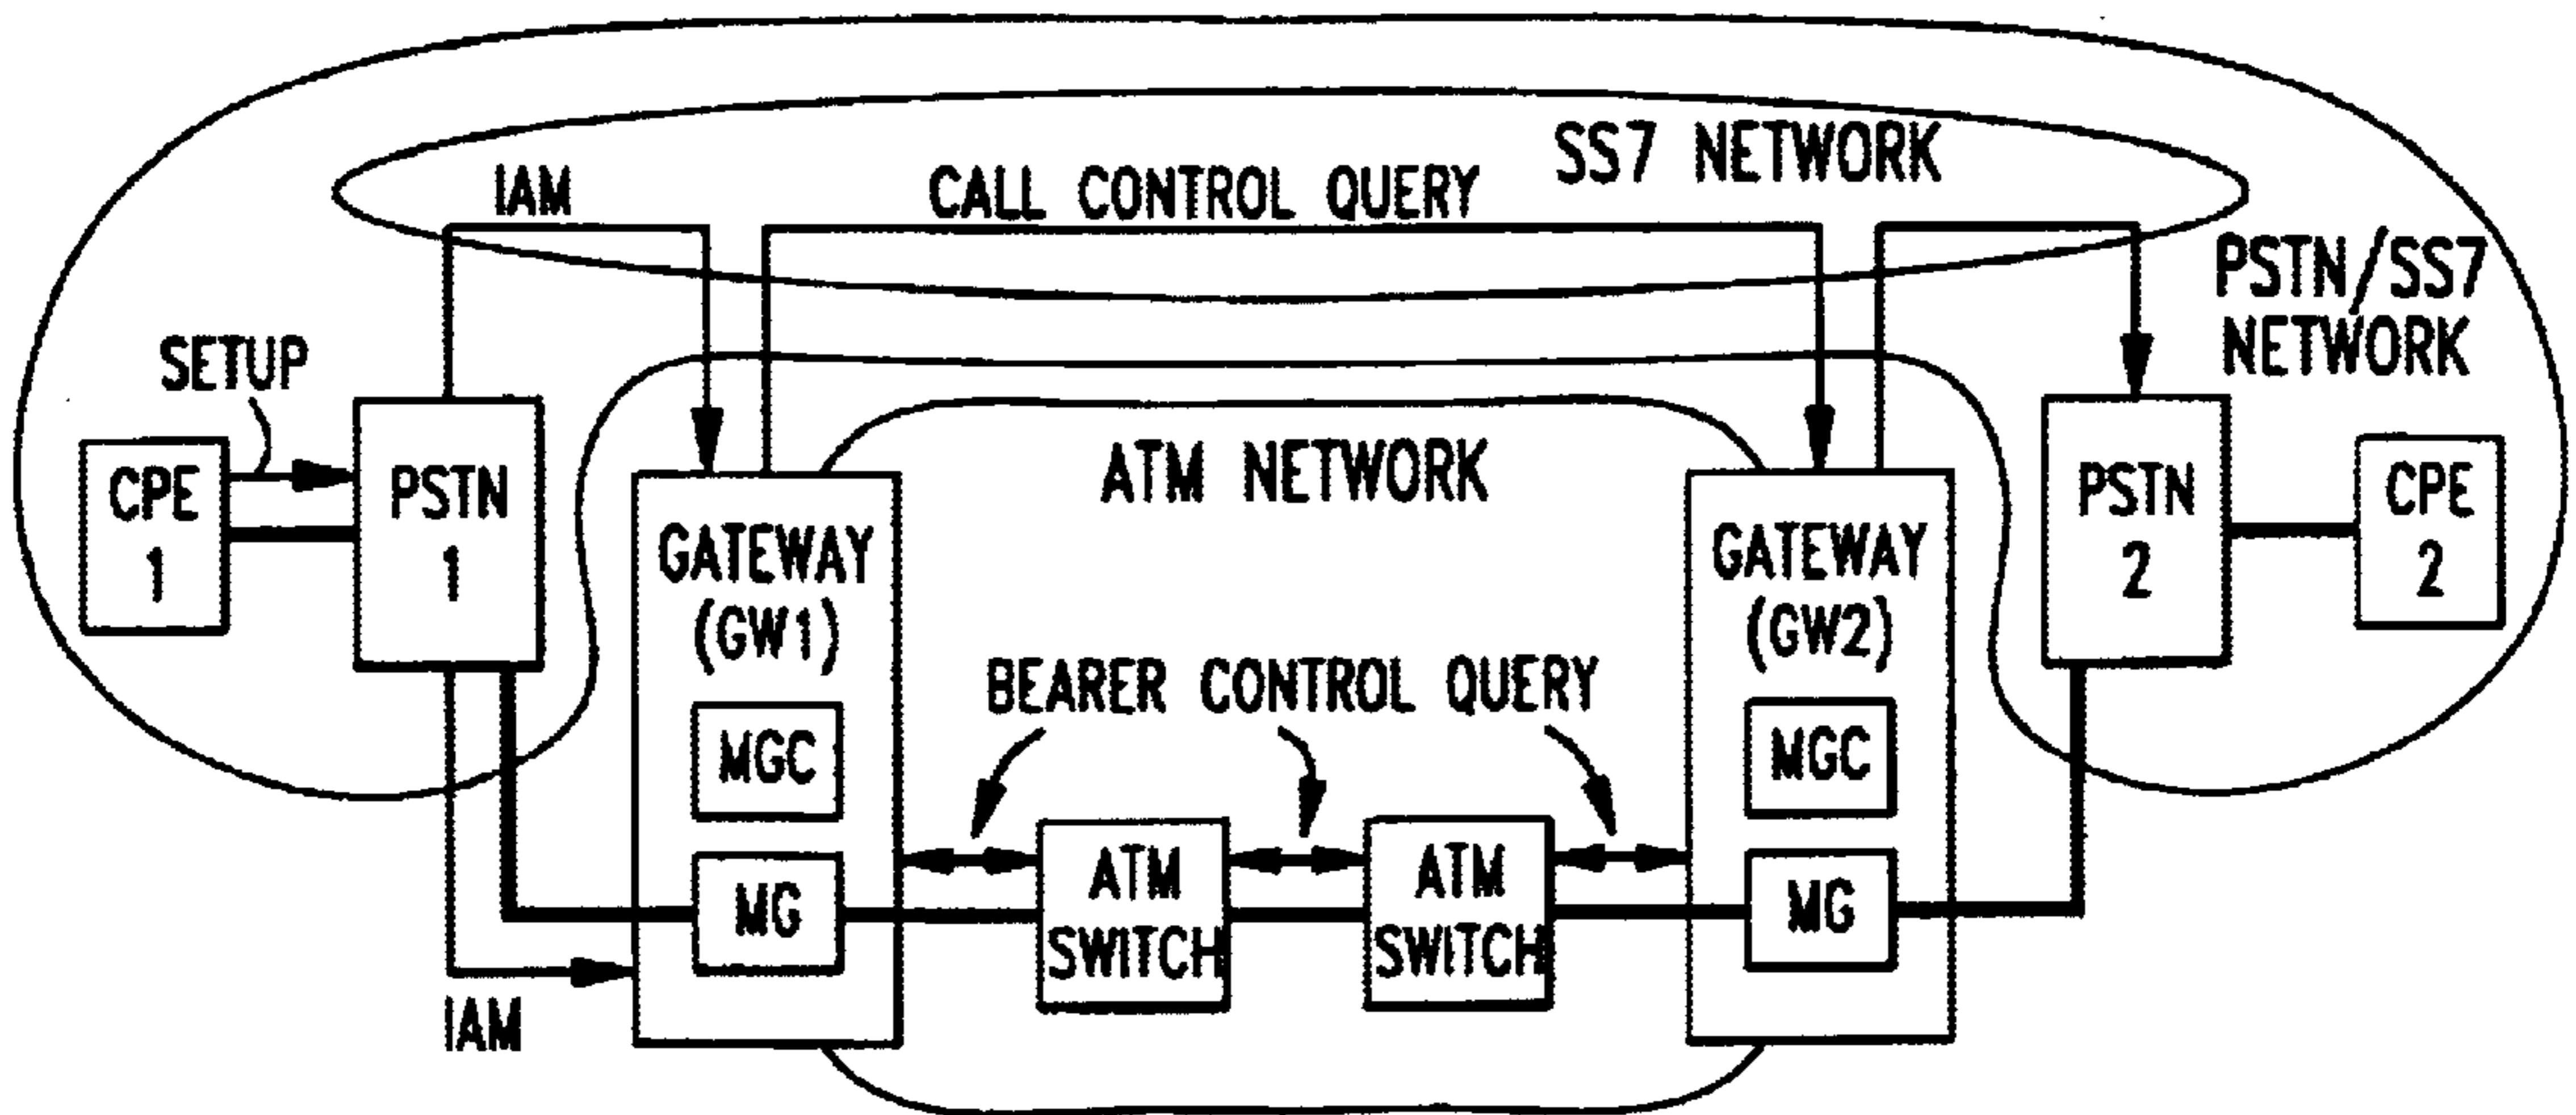 SS7 NETWORK
IAM
CALL CONTROL QUERY
PSTN/SS7
NETWORK
SETUP
CPE
1
PSTN
1
ATM NETWORK
GATEWAY
(GW1)
MGC
MG
BEARER CONTROL QUERY
ATM
SWITCH
ATM
SWITCH
GATEWAY
(GW2)
MGC
MG
PSTN
2
CPE
2
IAM